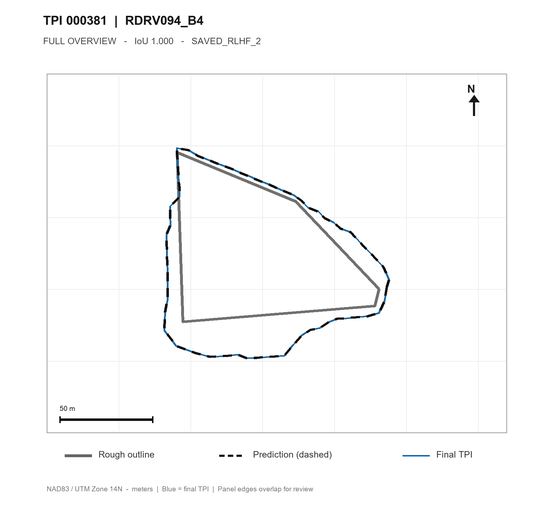 TPI 000381 | RDRV094_B4
FULL OVERVIEW - IoU 1.000 - SAVED_RLHF_2
N
50 m
Rough outline Prediction (dashed) Final TPI
NAD83 / UTM Zone 14N - meters | Blue = final TPI | Panel edges overlap for review